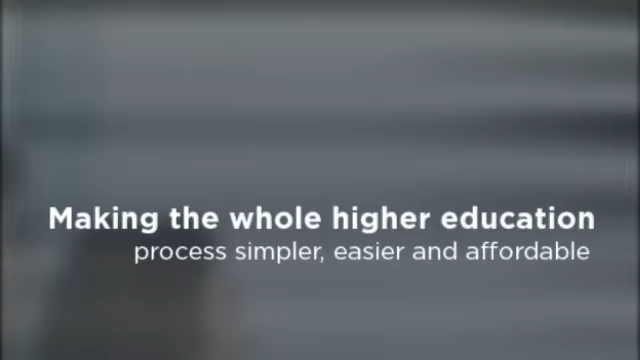 Making the whole higher education
process simpler, easier and affordable